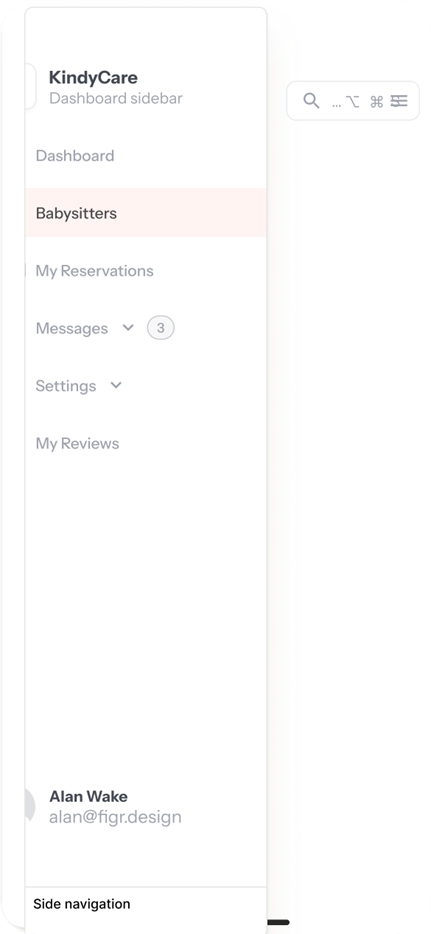 KindyCare
Dashboard sidebar
... ⌥ ⌘
Dashboard
Babysitters
My Reservations
Messages 3
Settings
My Reviews
Alan Wake
alan@figr.design
Side navigation